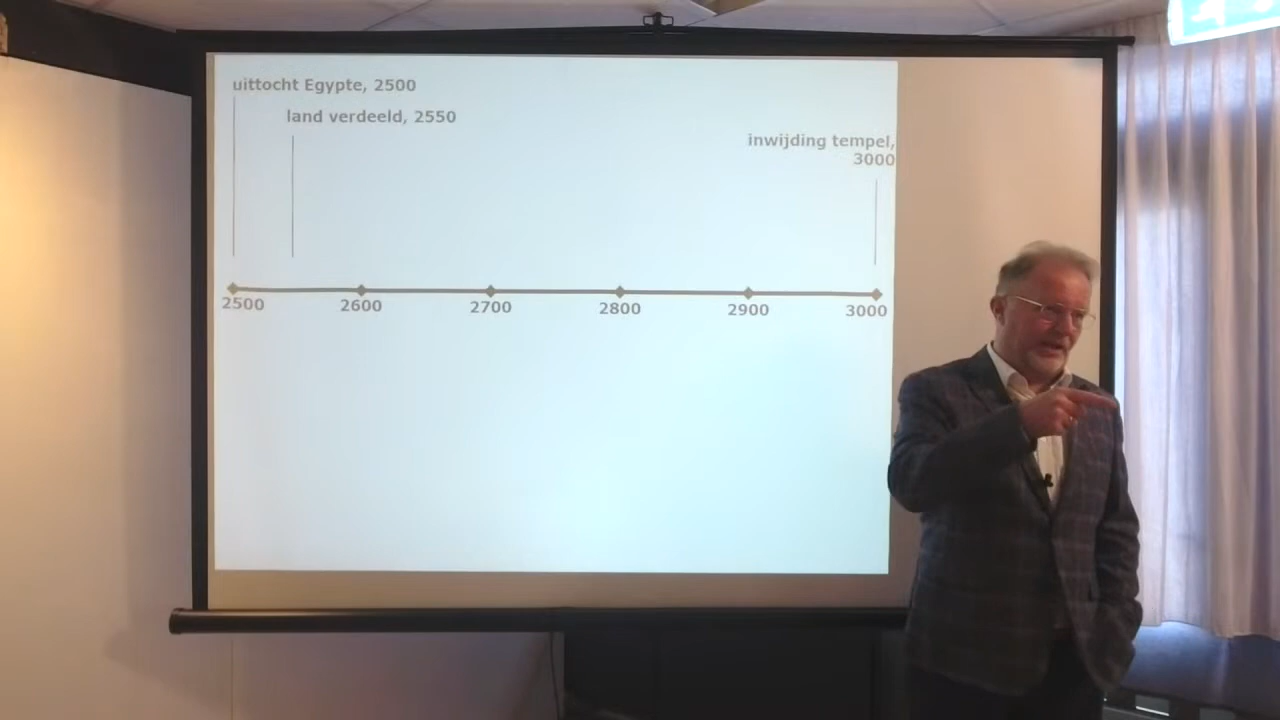 uittocht Egypte, 2500
land verdeeld, 2550
inwijding tempel,
3000
2500
2600
2700
2800
2900
3000